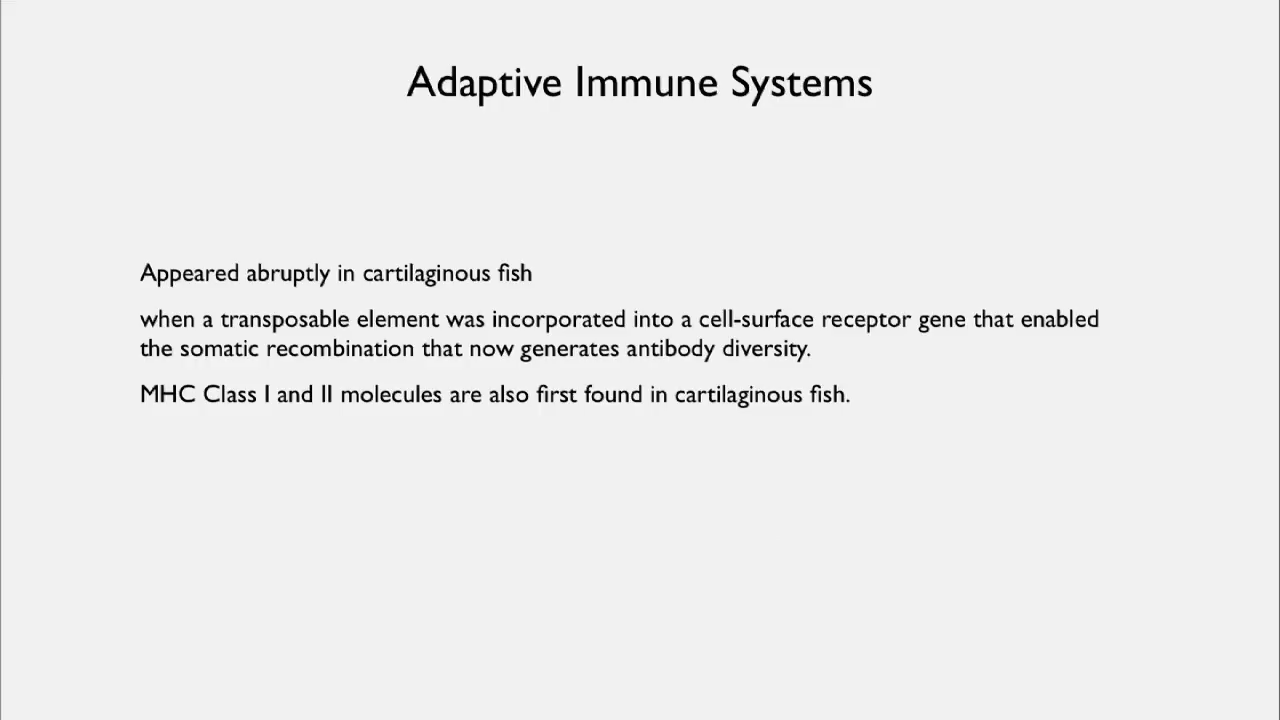 Adaptive Immune Systems
Appeared abruptly in cartilaginous fish
when a transposable element was incorporated into a cell-surface receptor gene that enabled
the somatic recombination that now generates antibody diversity.
MHC Class I and II molecules are also first found in cartilaginous fish.